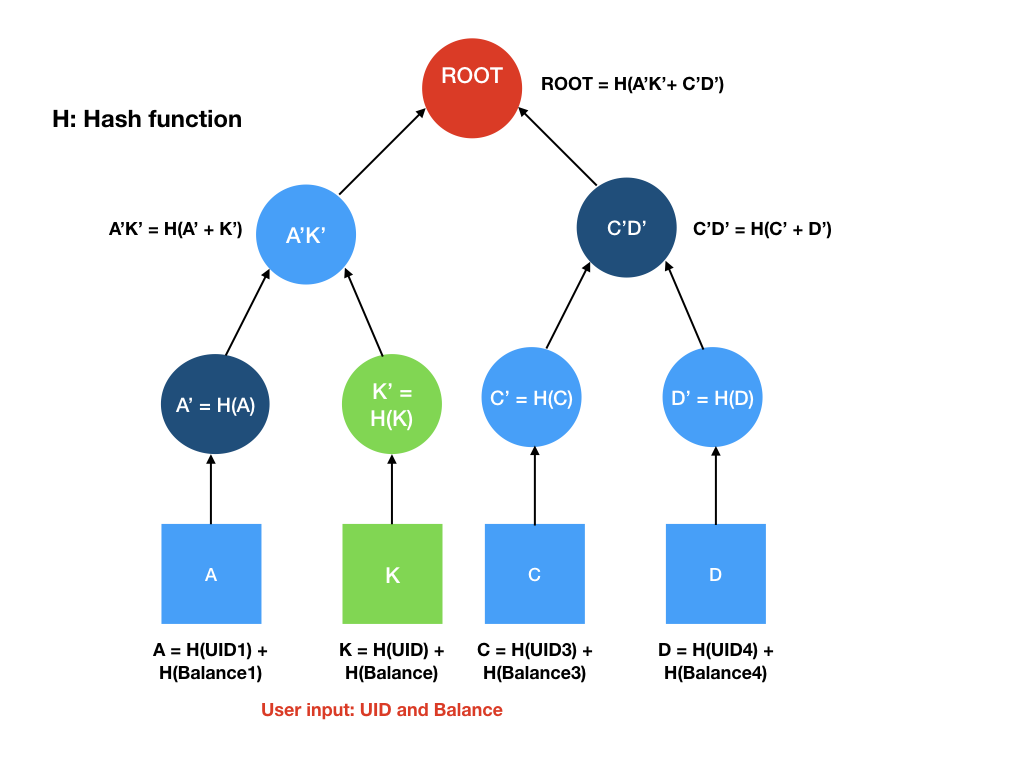 ROOT
ROOT = H(A’K’+ C’D’)
H: Hash function
A’K’ = H(A’ + K’)
A’K’
C’D’
C’D’ = H(C’ + D’)
A’ = H(A)
K’ =
H(K)
C’ = H(C)
D’ = H(D)
A
K
C
D
A = H(UID1) +
H(Balance1)
K = H(UID) +
H(Balance)
C = H(UID3) +
H(Balance3)
D = H(UID4) +
H(Balance4)
User input: UID and Balance